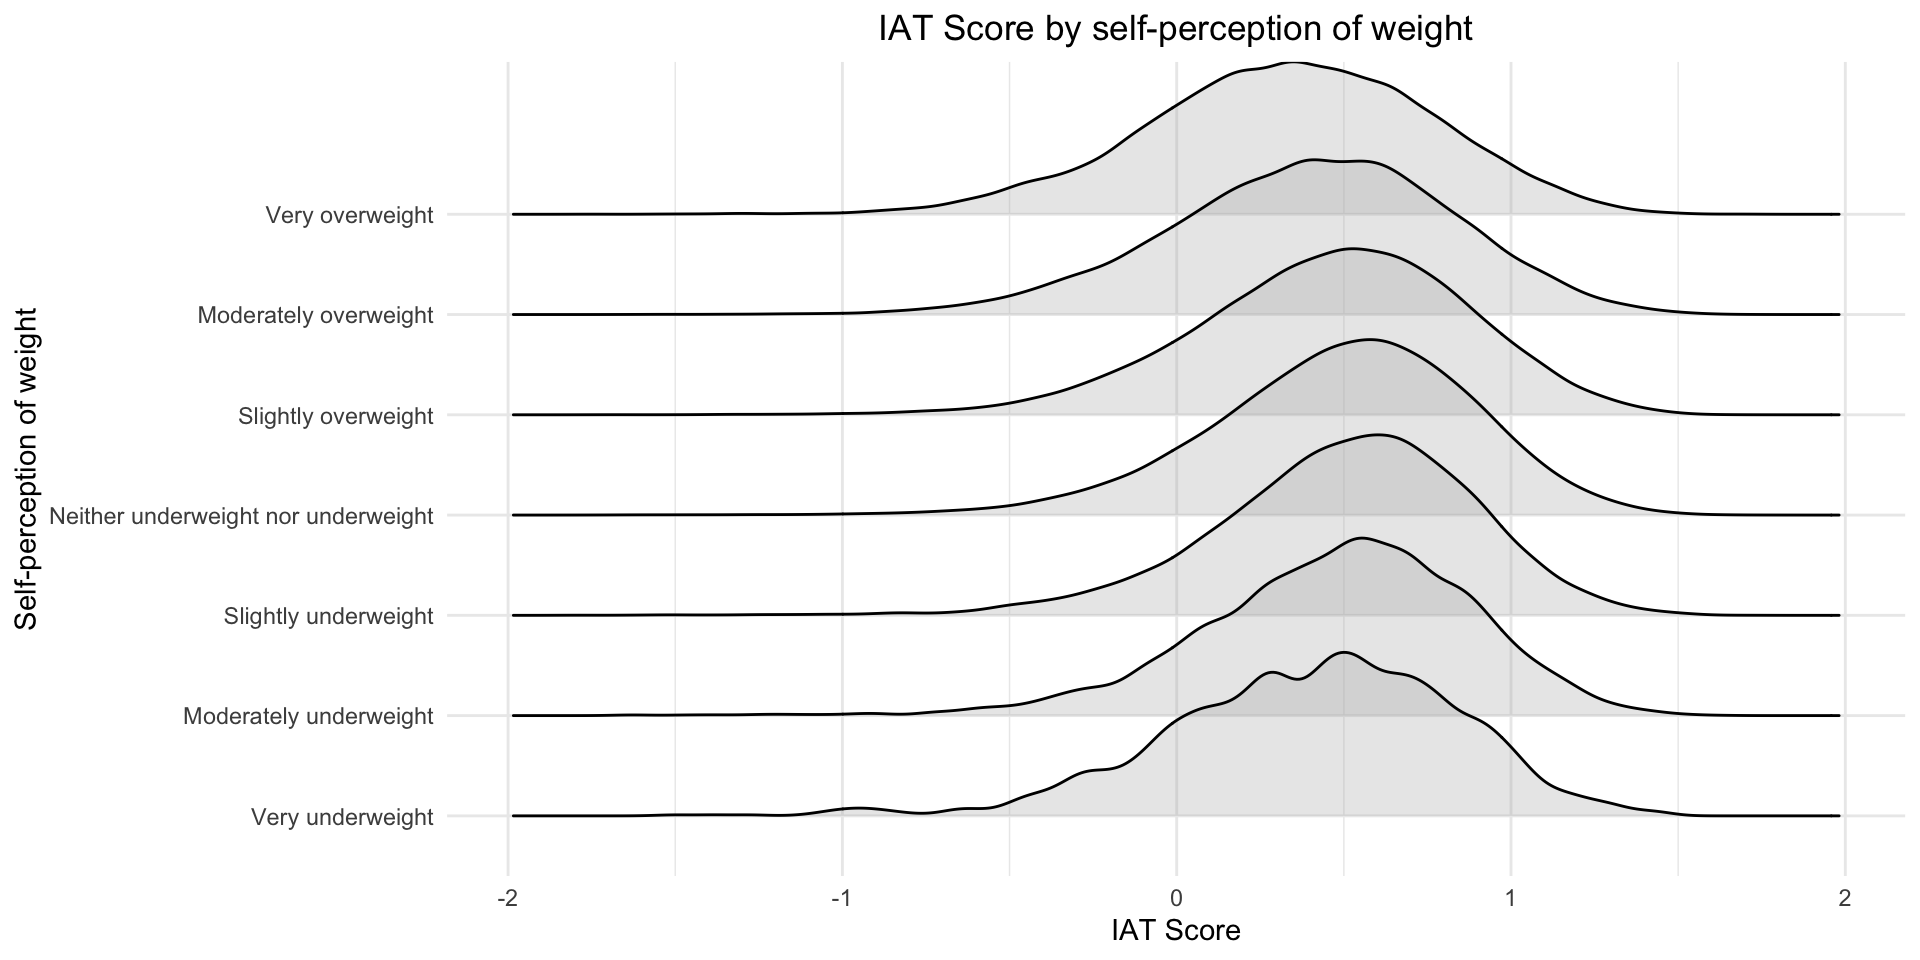 IAT Score by self-perception of weight
Self-perception of weight
Very overweight
Moderately overweight
Slightly overweight
Neither underweight nor underweight
Slightly underweight
Moderately underweight
Very underweight
-2 -1 0 1 2
IAT Score